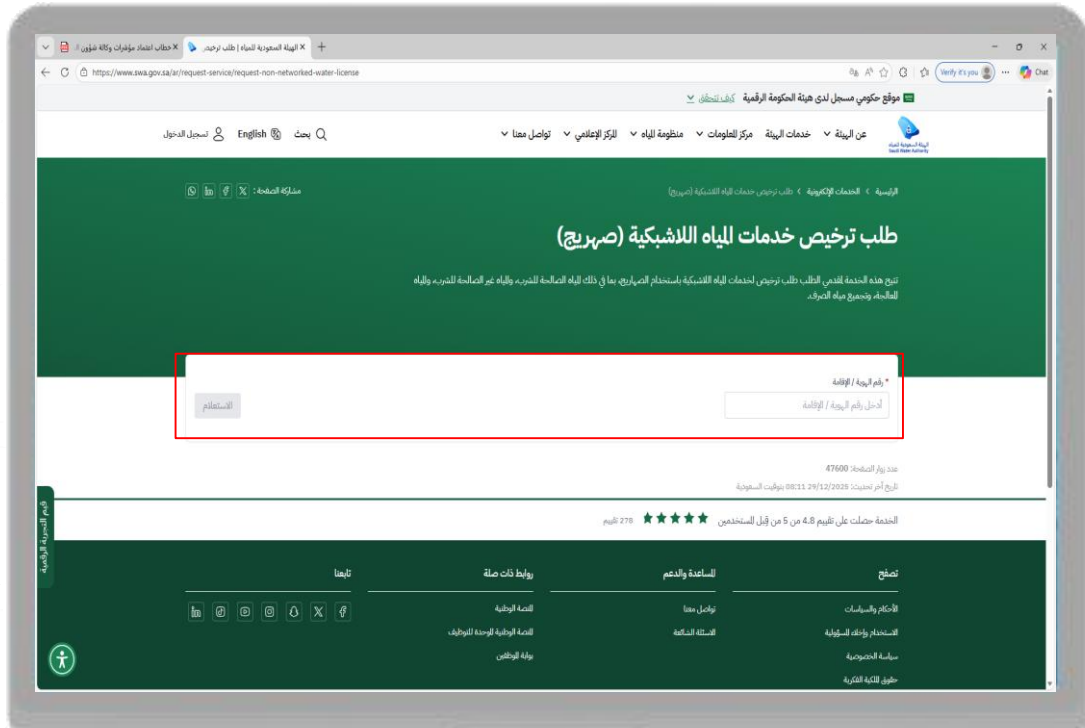 خطاب اعتماد مؤشرات وكالة شؤون ا
الهيئة السعودية للمياه | طلب ترخيص
https://www.swa.gov.sa/ar/request-service/request-non-networked-water-license
Verify it's you
Chat
موقع حكومي مسجل لدى هيئة الحكومة الرقمية كيف نتحقق
الهيئة السعودية للمياه
Saudi Water Authority
عن الهيئة خدمات الهيئة مركز المعلومات منظومة المياه المركز الإعلامي تواصل معنا
بحث English تسجيل الدخول
الرئيسية > الخدمات الإلكترونية > طلب ترخيص خدمات المياه اللاشبكية (صهريج)
مشاركة الصفحة:
طلب ترخيص خدمات المياه اللاشبكية (صهريج)
تتيح هذه الخدمة لمقدمي الطلب طلب ترخيص لخدمات المياه اللاشبكية باستخدام الصهاريج، بما في ذلك المياه الصالحة للشرب، والمياه غير الصالحة للشرب، والمياه
المعالجة، وتجميع مياه الصرف.
* رقم الهوية / الإقامة
أدخل رقم الهوية / الإقامة
الاستعلام
عدد زوار الصفحة: 47600
تاريخ آخر تحديث: 29/12/2025 08:11 بتوقيت السعودية
الخدمة حصلت على تقييم 4.8 من 5 من قِبل المستخدمين 278 تقييم
قيم التجربة الرقمية
تصفح
الأحكام والسياسات
الاستخدام وإخلاء المسؤولية
سياسة الخصوصية
حقوق الملكية الفكرية
المساعدة والدعم
تواصل معنا
الاسئلة الشائعة
روابط ذات صلة
المنصة الوطنية
المنصة الوطنية الموحدة للتوظيف
بوابة الموظفين
تابعنا